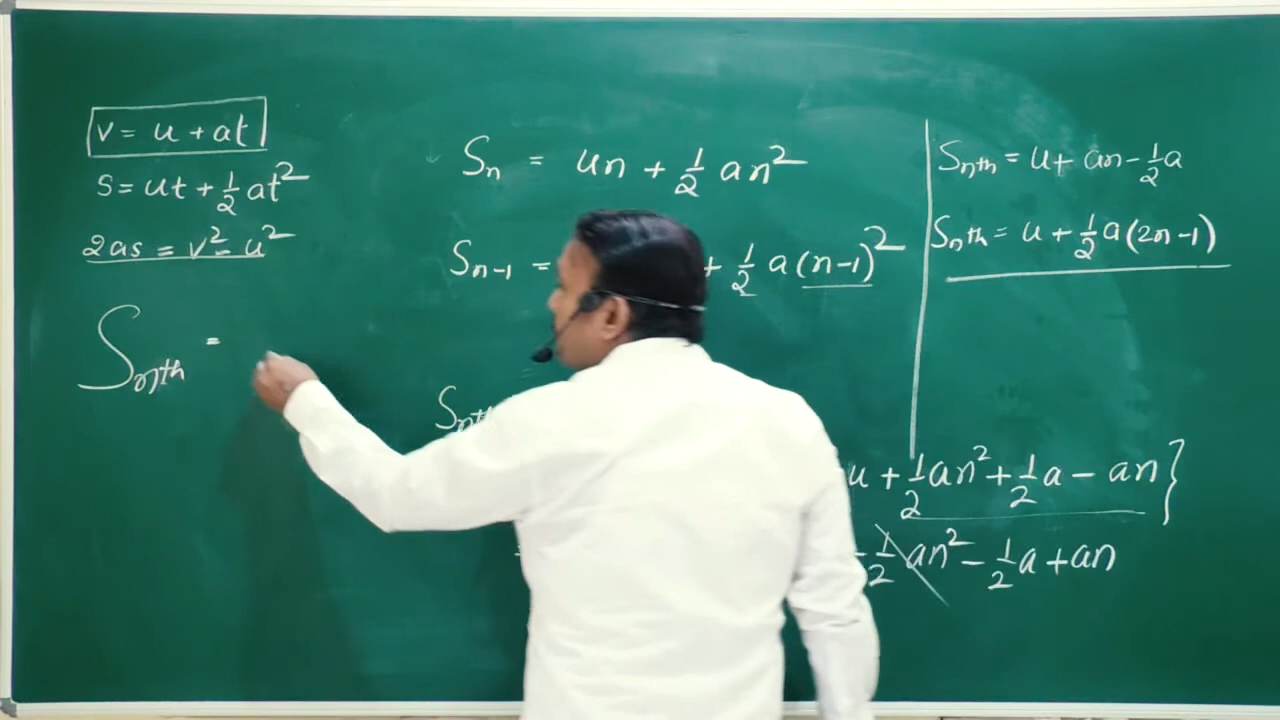 v = u + at
s = ut + 1/2 at²
2as = v² - u²
Snth =
Sn = un + 1/2 an²
Sn-1 = + 1/2 a(n-1)²
Snth
u + 1/2 an² + 1/2 a - an}
- 1/2 an² - 1/2 a + an
Snth = u + an - 1/2 a
Snth = u + 1/2 a(2n-1)